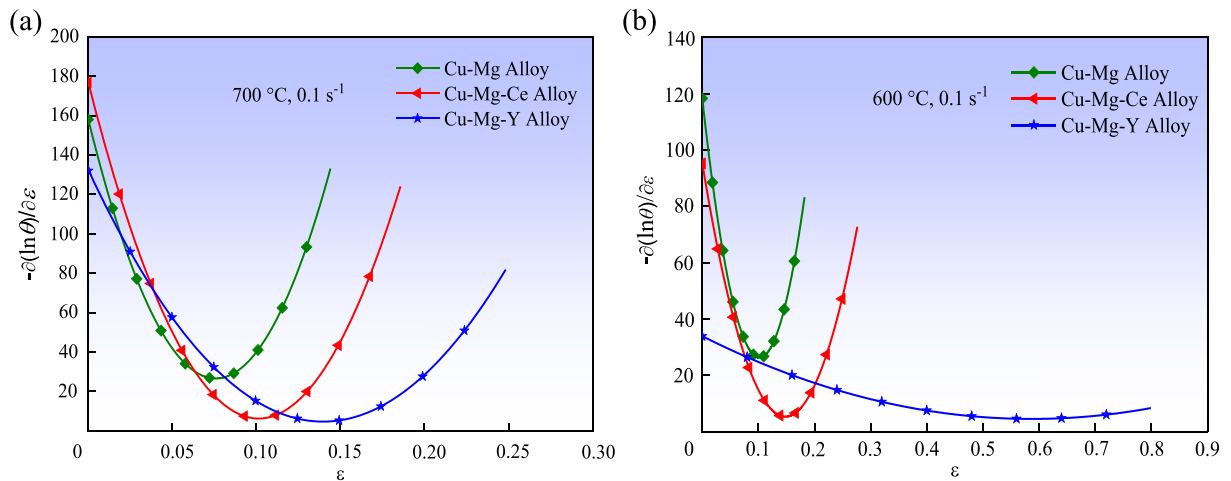 (a)
200
180
160
140
120
100
80
60
40
20
0
0.05
0.10
0.15
0.20
0.25
0.30
ε
-∂(lnθ)/∂ε
700 °C, 0.1 s⁻¹
Cu-Mg Alloy
Cu-Mg-Ce Alloy
Cu-Mg-Y Alloy
(b)
140
120
100
80
60
40
20
0
0.1
0.2
0.3
0.4
0.5
0.6
0.7
0.8
0.9
ε
-∂(lnθ)/∂ε
600 °C, 0.1 s⁻¹
Cu-Mg Alloy
Cu-Mg-Ce Alloy
Cu-Mg-Y Alloy